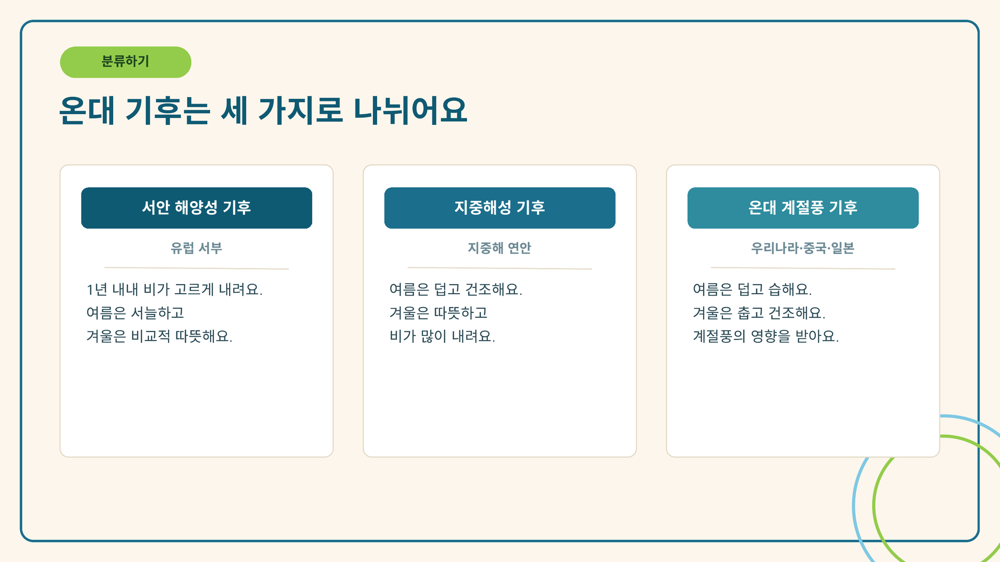 분류하기
온대 기후는 세 가지로 나뉘어요
서안 해양성 기후
유럽 서부
1년 내내 비가 고르게 내려요.
여름은 서늘하고
겨울은 비교적 따뜻해요.
지중해성 기후
지중해 연안
여름은 덥고 건조해요.
겨울은 따뜻하고
비가 많이 내려요.
온대 계절풍 기후
우리나라·중국·일본
여름은 덥고 습해요.
겨울은 춥고 건조해요.
계절풍의 영향을 받아요.